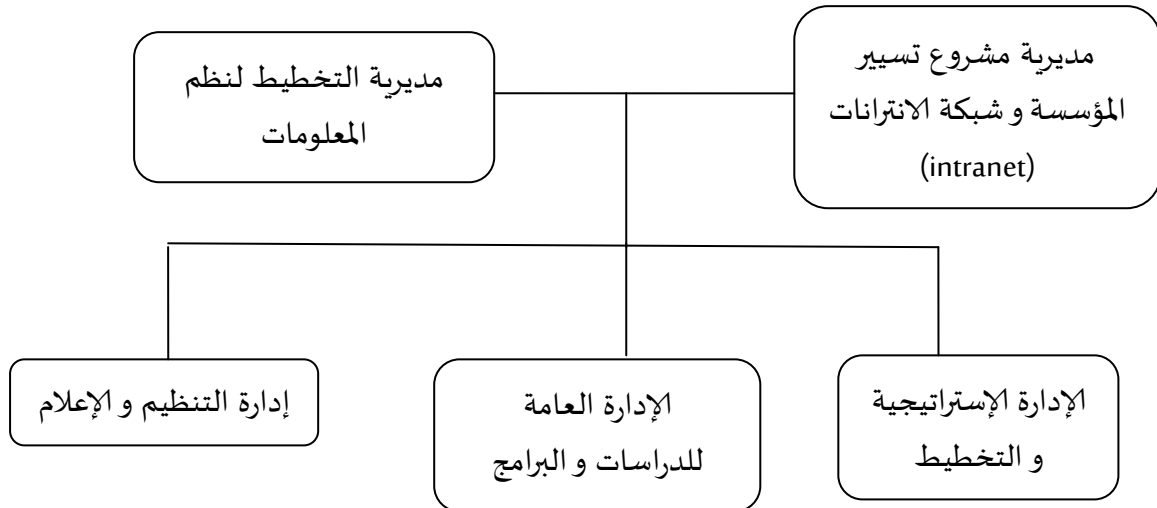 مديرية مشروع تسيير
المؤسسة و شبكة الانترانات
(intranet)
مديرية التخطيط لنظم
المعلومات
الإدارة الإستراتيجية
و التخطيط
الإدارة العامة
للدراسات و البرامج
إدارة التنظيم و الإعلام